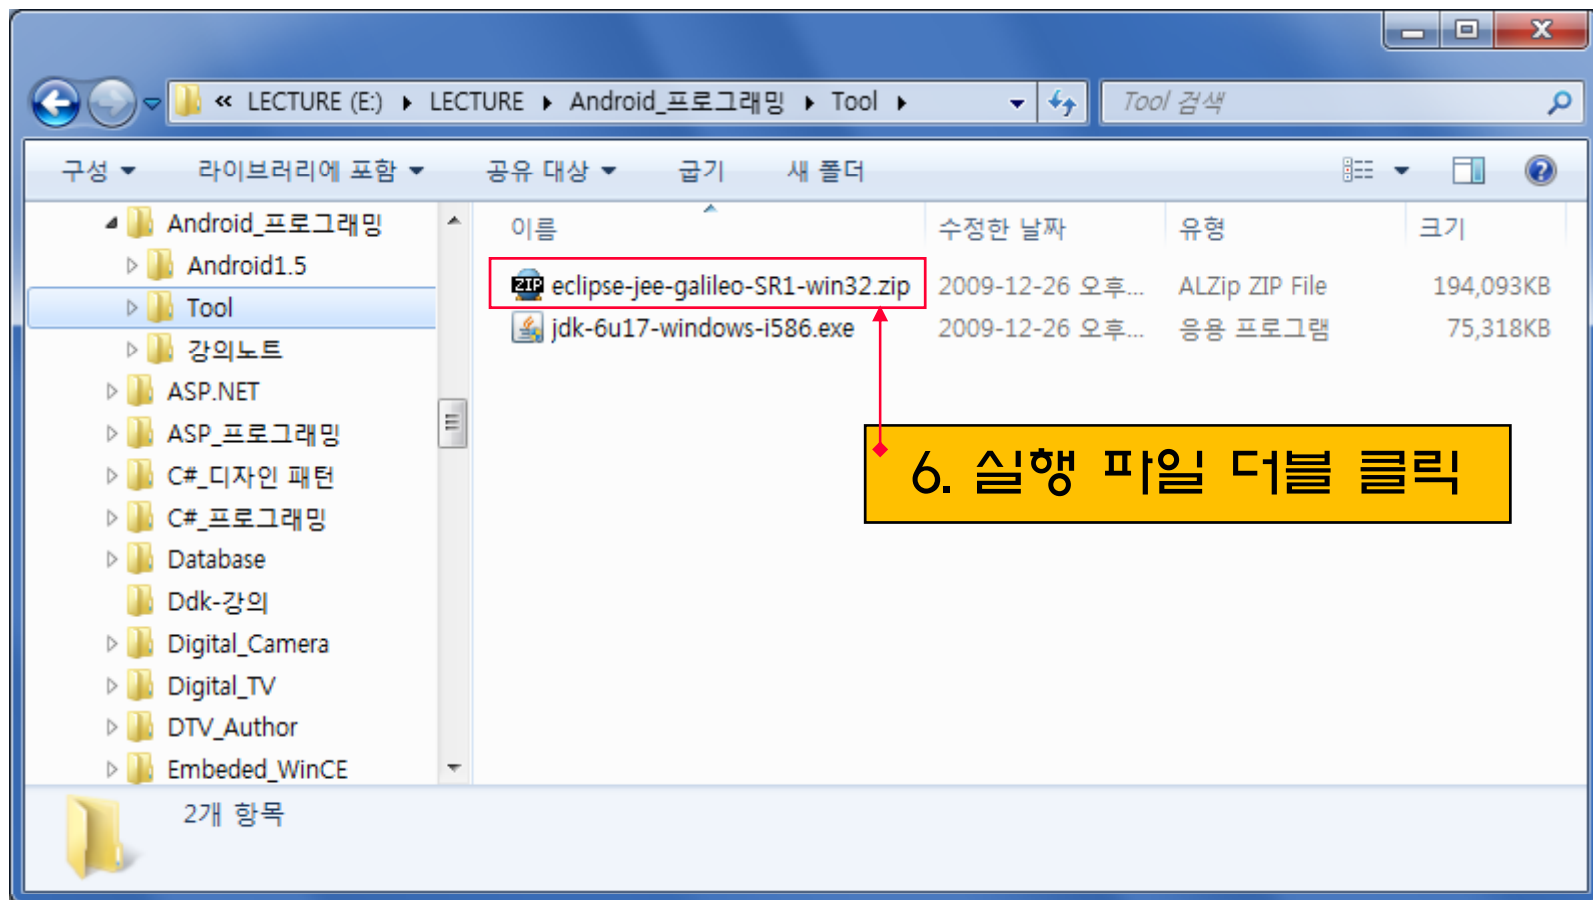 « LECTURE (E:) ▸ LECTURE ▸ Android_프로그래밍 ▸ Tool ▸
Tool 검색
구성 라이브러리에 포함 공유 대상 굽기 새 폴더
Android_프로그래밍
Android1.5
Tool
강의노트
ASP.NET
ASP_프로그래밍
C#_디자인 패턴
C#_프로그래밍
Database
Ddk-강의
Digital_Camera
Digital_TV
DTV_Author
Embeded_WinCE
이름 수정한 날짜 유형 크기
ZIP eclipse-jee-galileo-SR1-win32.zip 2009-12-26 오후... ALZip ZIP File 194,093KB
jdk-6u17-windows-i586.exe 2009-12-26 오후... 응용 프로그램 75,318KB
6. 실행 파일 더블 클릭
2개 항목